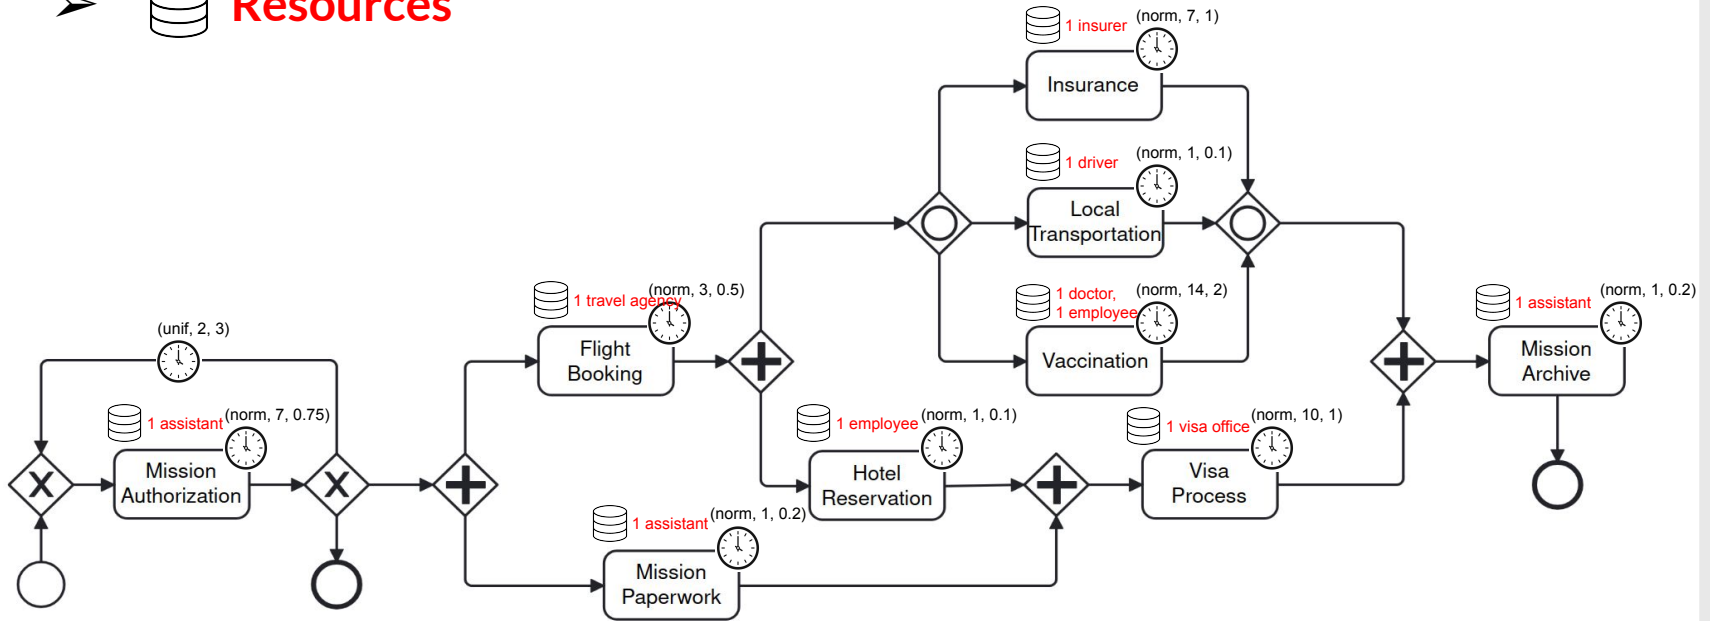 Resources
1 insurer
(norm, 7, 1)
Insurance
1 driver
(norm, 1, 0.1)
Local
Transportation
1 doctor,
1 employee
(norm, 14, 2)
Vaccination
1 travel agency
(norm, 3, 0.5)
Flight
Booking
(unif, 2, 3)
1 assistant
(norm, 7, 0.75)
Mission
Authorization
X
X
1 employee
(norm, 1, 0.1)
Hotel
Reservation
1 assistant
(norm, 1, 0.2)
Mission
Paperwork
1 visa office
(norm, 10, 1)
Visa
Process
1 assistant
(norm, 1, 0.2)
Mission
Archive